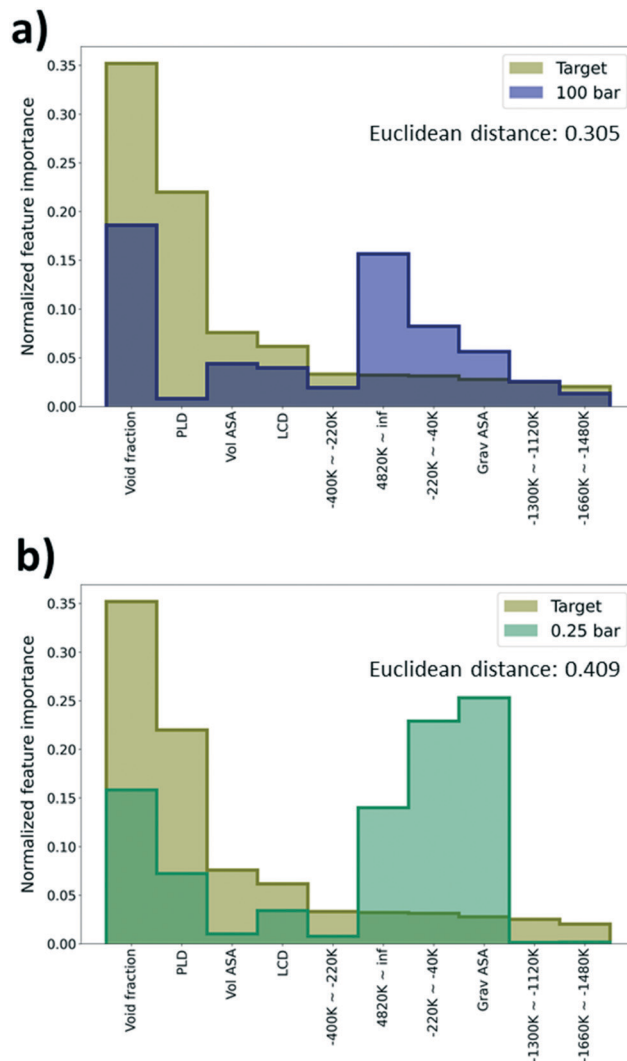 a)
Target
100 bar
Euclidean distance: 0.305
Normalized feature importance
0.35
0.30
0.25
0.20
0.15
0.10
0.05
0.00
Void fraction
PLD
Vol ASA
LCD
-400K ~ -220K
4820K ~ inf
-220K ~ -40K
Grav ASA
-1300K ~ -1120K
-1660K ~ -1480K
b)
Target
0.25 bar
Euclidean distance: 0.409
Normalized feature importance
0.35
0.30
0.25
0.20
0.15
0.10
0.05
0.00
Void fraction
PLD
Vol ASA
LCD
-400K ~ -220K
4820K ~ inf
-220K ~ -40K
Grav ASA
-1300K ~ -1120K
-1660K ~ -1480K